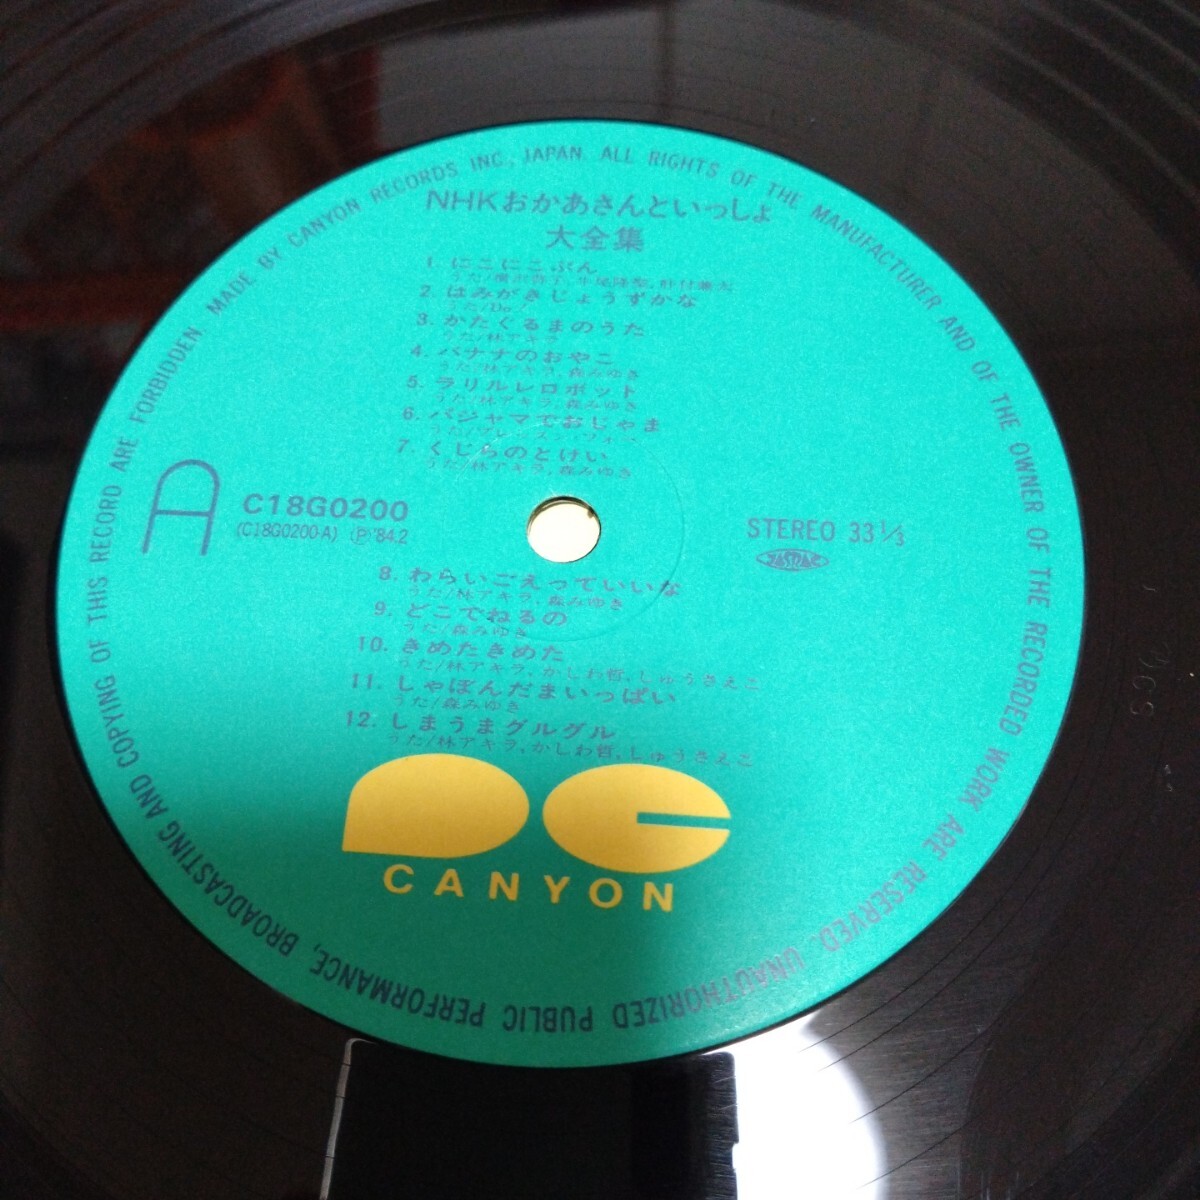 MADE BY CANYON RECORDS INC., JAPAN. ALL RIGHTS OF THE MANUFACTURER AND OF THE OWNER OF THE RECORDED WORK ARE RESERVED. UNAUTHORIZED PUBLIC PERFORMANCE, BROADCASTING AND COPYING OF THIS RECORD ARE FORBIDDEN.
NHKおかあさんといっしょ
大全集
1. にこにこぷん
うた/
2. はみがきじょうずかな
うた/
3. かたぐるまのうた
うた/林アキラ
4. バナナのおやこ
うた/林アキラ、森みゆき
5. ラリルレロボット
うた/林アキラ、森みゆき
6. パジャマでおじゃま
うた/
7. くじらのとけい
うた/林アキラ、森みゆき
A
C18G0200
(C18G0200-A) Ⓟ'84.2
STEREO 33 1/3
8. わらいごえっていいな
うた/林アキラ、森みゆき
9. どこでねるの
うた/森みゆき
10. きめたきめた
うた/林アキラ、かしわ哲、しゅうさえこ
11. しゃぼんだまいっぱい
うた/森みゆき
12. しまうまグルグル
うた/林アキラ、かしわ哲、しゅうさえこ
CANYON